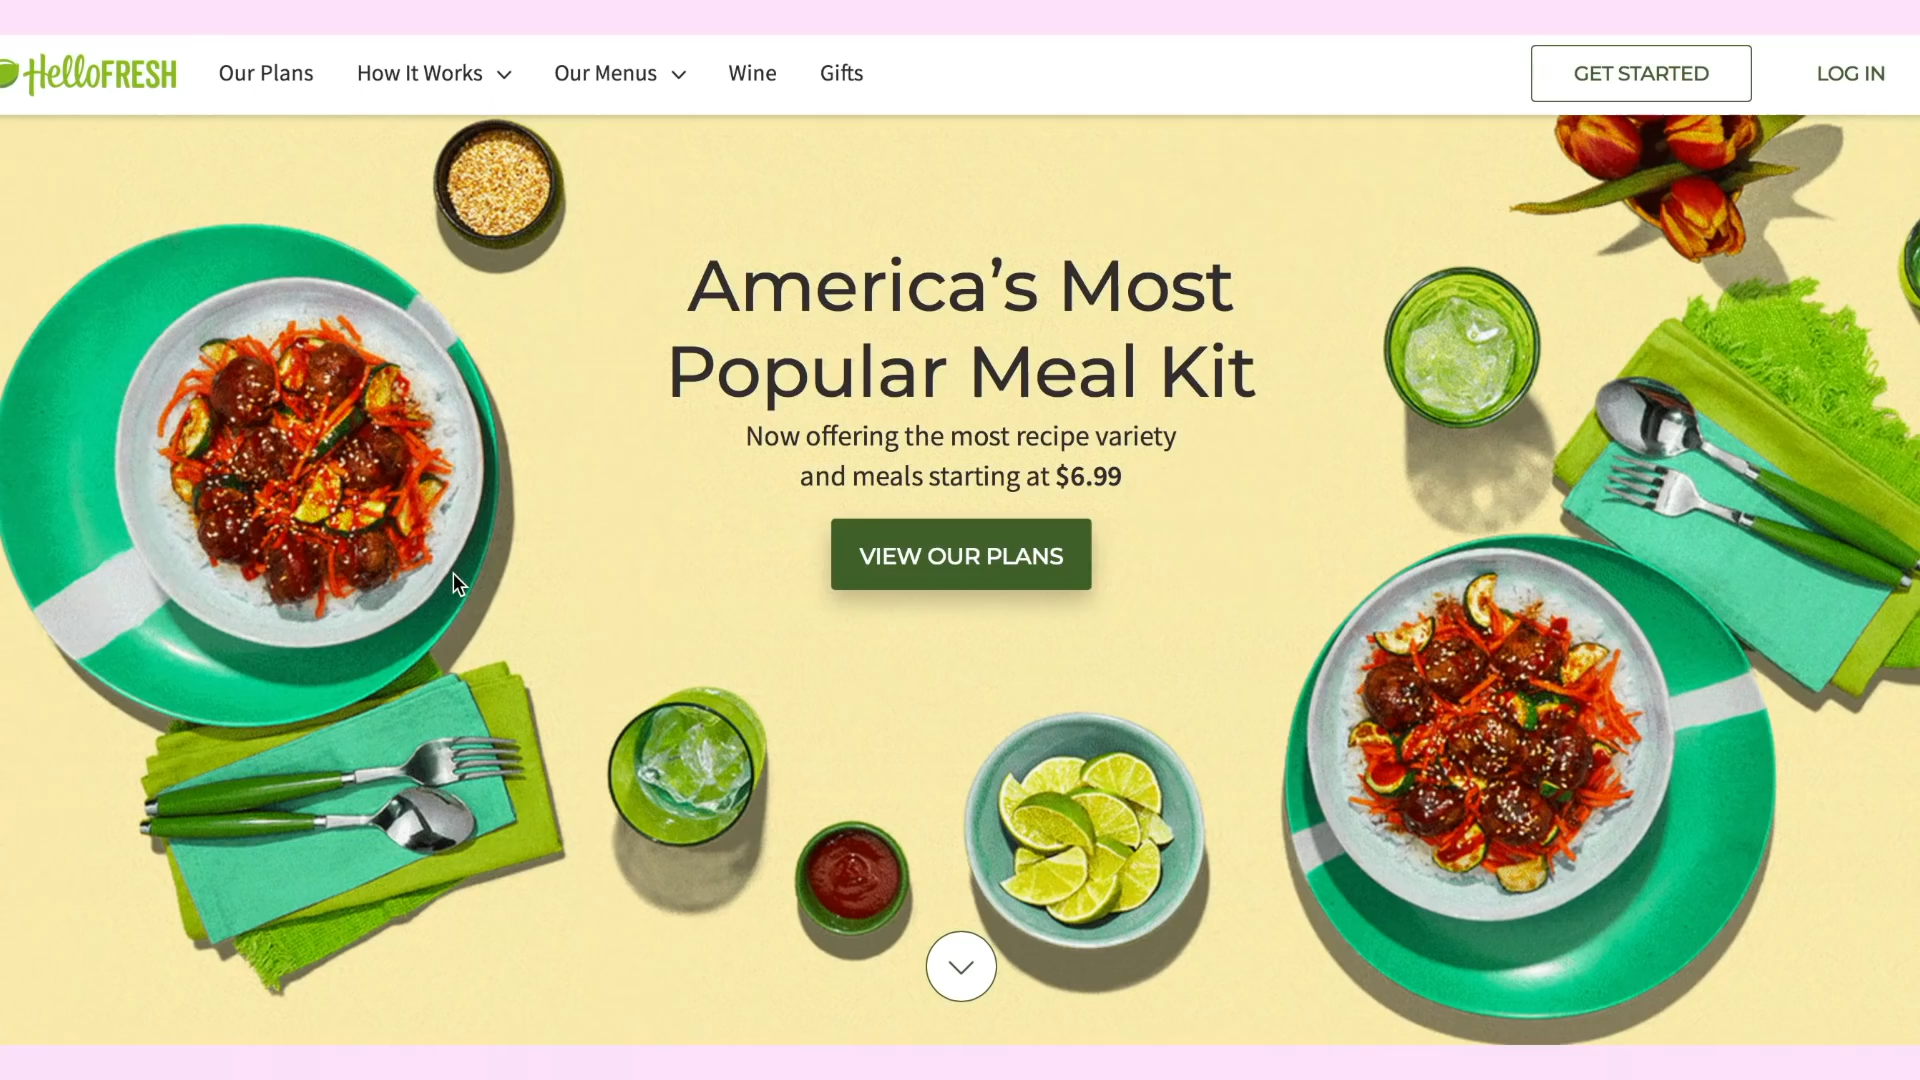 HelloFRESH
Our Plans
How It Works
Our Menus
Wine
Gifts
GET STARTED
LOG IN
America's Most
Popular Meal Kit
Now offering the most recipe variety
and meals starting at $6.99
VIEW OUR PLANS